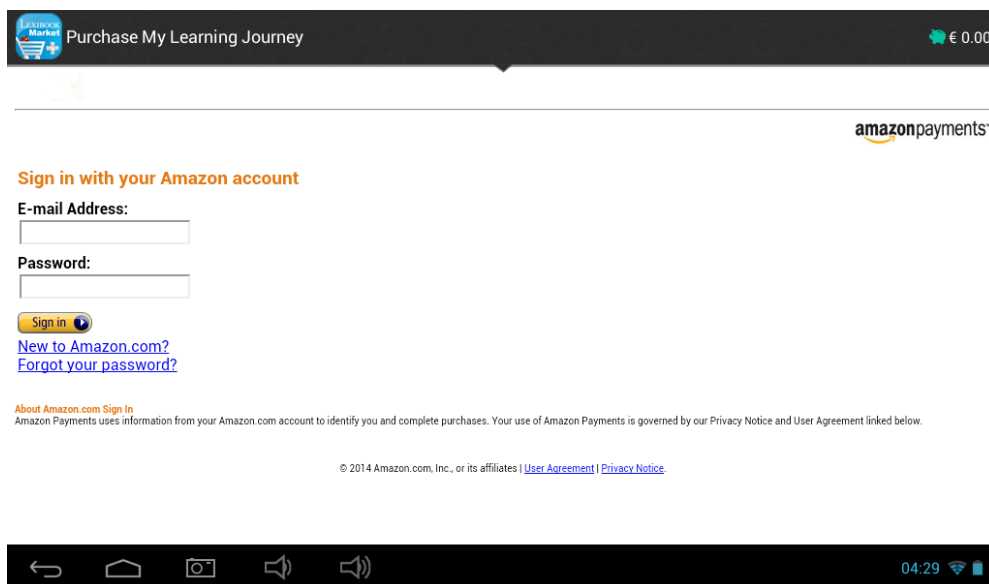 LEXIBOOK
Market
Purchase My Learning Journey
€ 0.00
amazonpayments™
Sign in with your Amazon account
E-mail Address:
Password:
Sign in
New to Amazon.com?
Forgot your password?
About Amazon.com Sign In
Amazon Payments uses information from your Amazon.com account to identify you and complete purchases. Your use of Amazon Payments is governed by our Privacy Notice and User Agreement linked below.
© 2014 Amazon.com, Inc., or its affiliates | User Agreement | Privacy Notice.
04:29